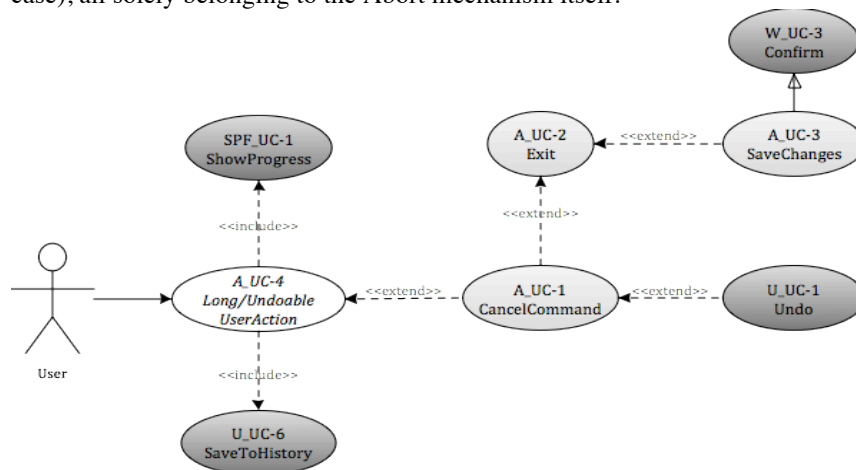 case), all solely belonging to the Abort mechanism itself.
W_UC-3
Confirm
SPF_UC-1
ShowProgress
A_UC-2
Exit
<<extend>>
A_UC-3
SaveChanges
<<include>>
<<extend>>
A_UC-4
Long/Undoable
UserAction
<<extend>>
A_UC-1
CancelCommand
<<extend>>
U_UC-1
Undo
User
<<include>>
U_UC-6
SaveToHistory